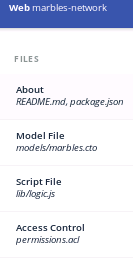 Web marbles-network
FILES
About
README.md, package.json
Model File
models/marbles.cto
Script File
lib/logic.js
Access Control
permissions.acl